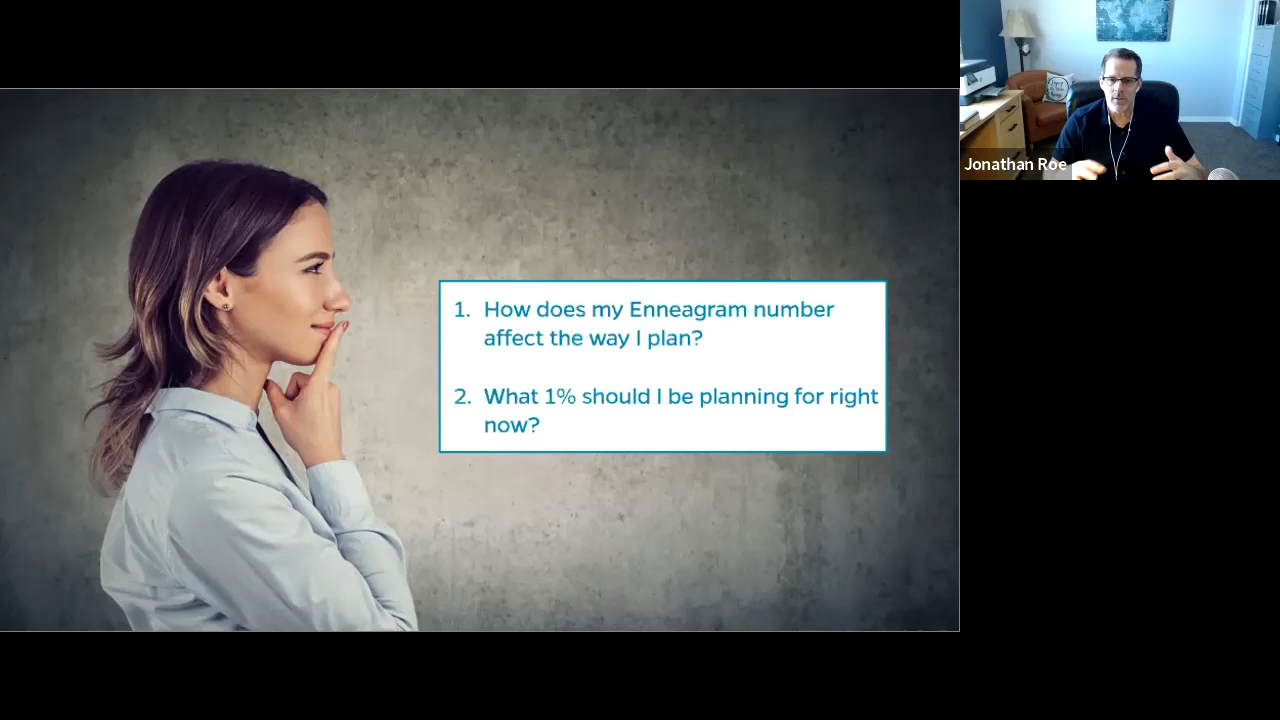 Jonathan Roe
1. How does my Enneagram number
affect the way I plan?
2. What 1% should I be planning for right
now?